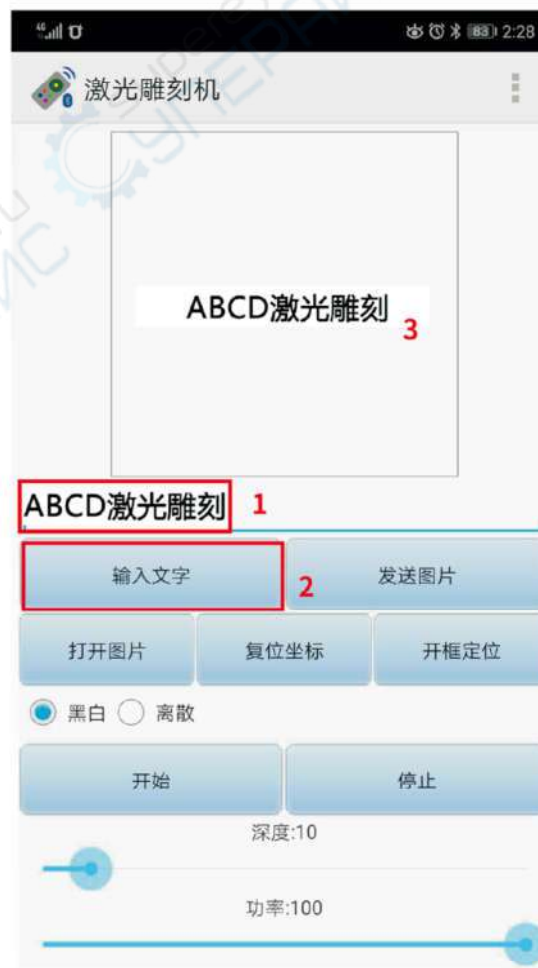 4G 83 2:28
激光雕刻机
ABCD激光雕刻
3
ABCD激光雕刻 1
输入文字 2 发送图片
打开图片 复位坐标 开框定位
黑白 离散
开始 停止
深度:10
功率:100